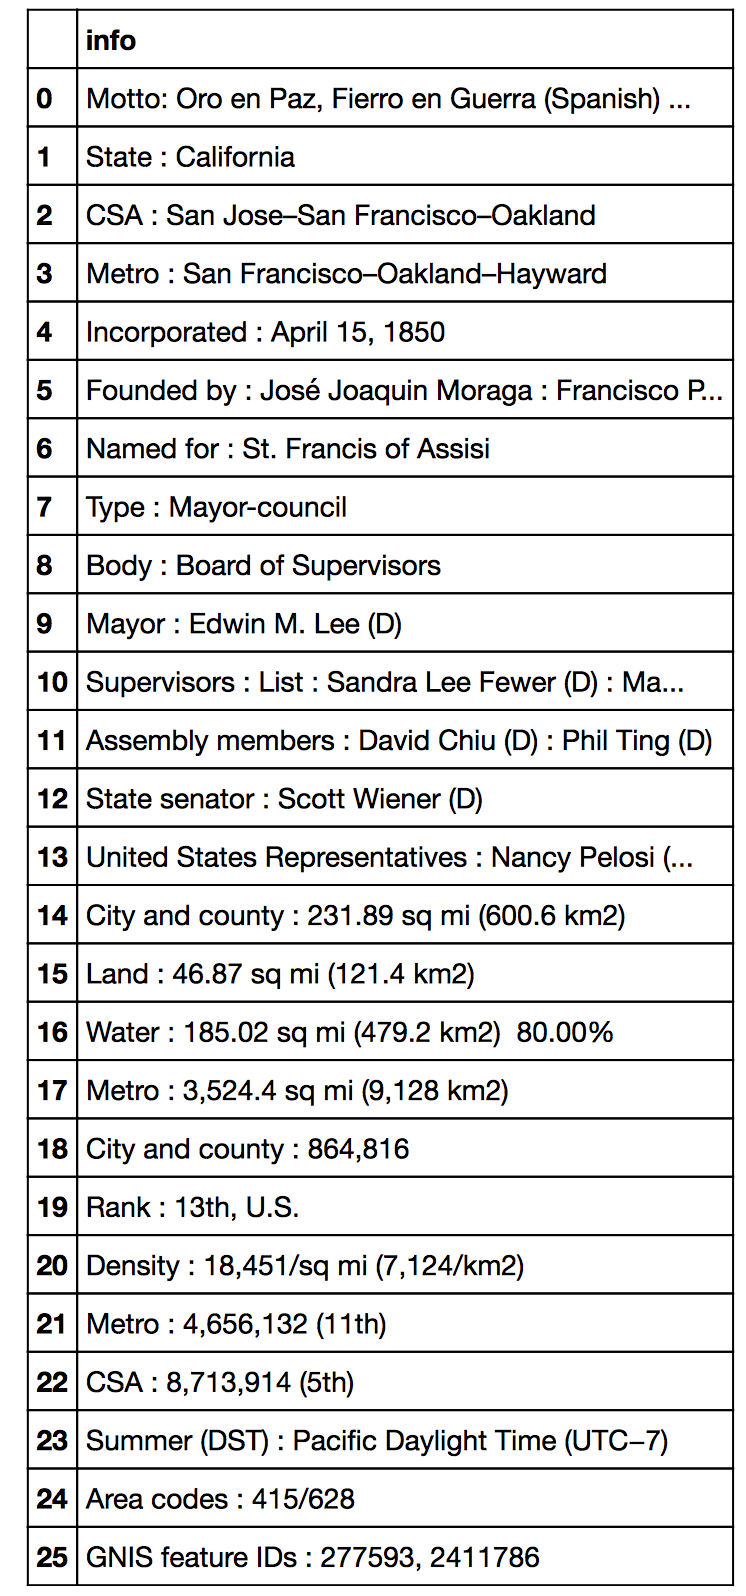 info
0 Motto: Oro en Paz, Fierro en Guerra (Spanish) ...
1 State : California
2 CSA : San Jose–San Francisco–Oakland
3 Metro : San Francisco–Oakland–Hayward
4 Incorporated : April 15, 1850
5 Founded by : José Joaquin Moraga : Francisco P...
6 Named for : St. Francis of Assisi
7 Type : Mayor-council
8 Body : Board of Supervisors
9 Mayor : Edwin M. Lee (D)
10 Supervisors : List : Sandra Lee Fewer (D) : Ma...
11 Assembly members : David Chiu (D) : Phil Ting (D)
12 State senator : Scott Wiener (D)
13 United States Representatives : Nancy Pelosi (...
14 City and county : 231.89 sq mi (600.6 km2)
15 Land : 46.87 sq mi (121.4 km2)
16 Water : 185.02 sq mi (479.2 km2)  80.00%
17 Metro : 3,524.4 sq mi (9,128 km2)
18 City and county : 864,816
19 Rank : 13th, U.S.
20 Density : 18,451/sq mi (7,124/km2)
21 Metro : 4,656,132 (11th)
22 CSA : 8,713,914 (5th)
23 Summer (DST) : Pacific Daylight Time (UTC−7)
24 Area codes : 415/628
25 GNIS feature IDs : 277593, 2411786